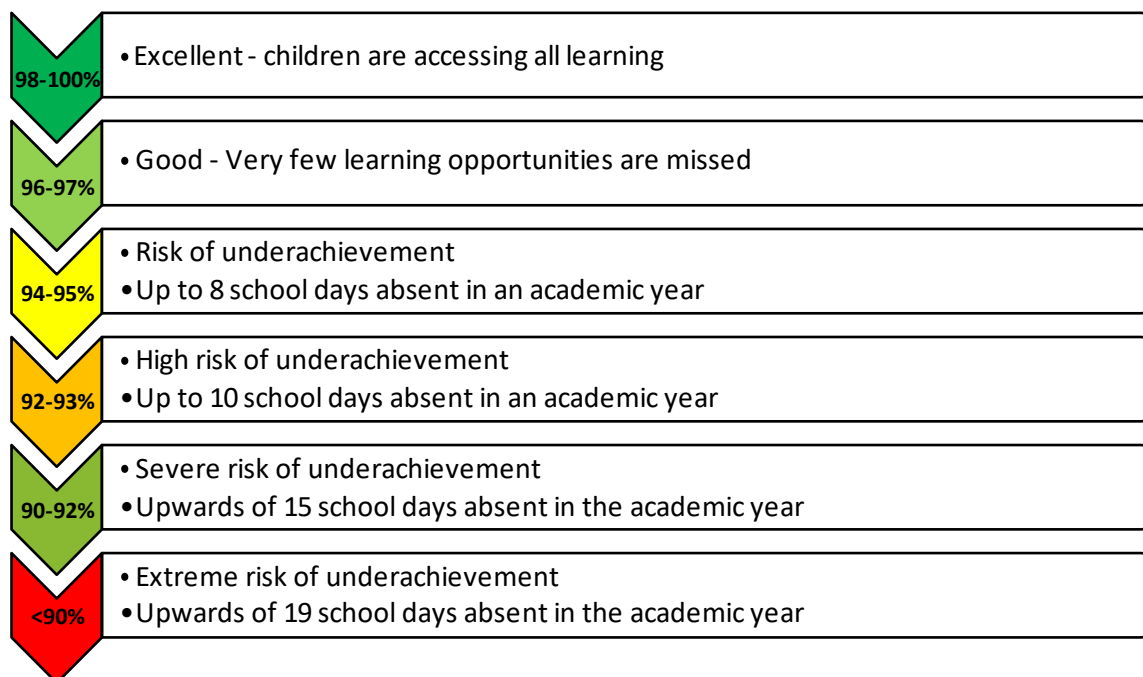 98-100%
• Excellent - children are accessing all learning
96-97%
• Good - Very few learning opportunities are missed
94-95%
• Risk of underachievement
• Up to 8 school days absent in an academic year
92-93%
• High risk of underachievement
• Up to 10 school days absent in an academic year
90-92%
• Severe risk of underachievement
• Upwards of 15 school days absent in the academic year
<90%
• Extreme risk of underachievement
• Upwards of 19 school days absent in the academic year